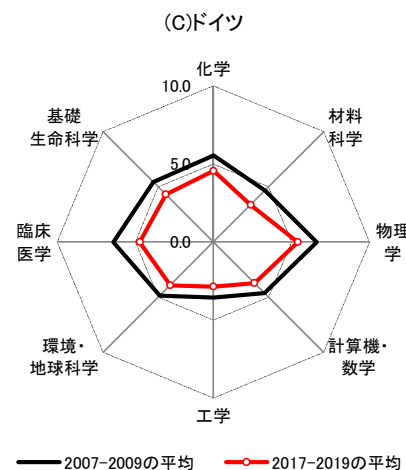 (C)ドイツ
化学
基礎
生命科学
材料
科学
10.0
5.0
0.0
臨床
医学
物理
学
環境・
地球科学
計算機・
数学
工学
2007-2009の平均
2017-2019の平均